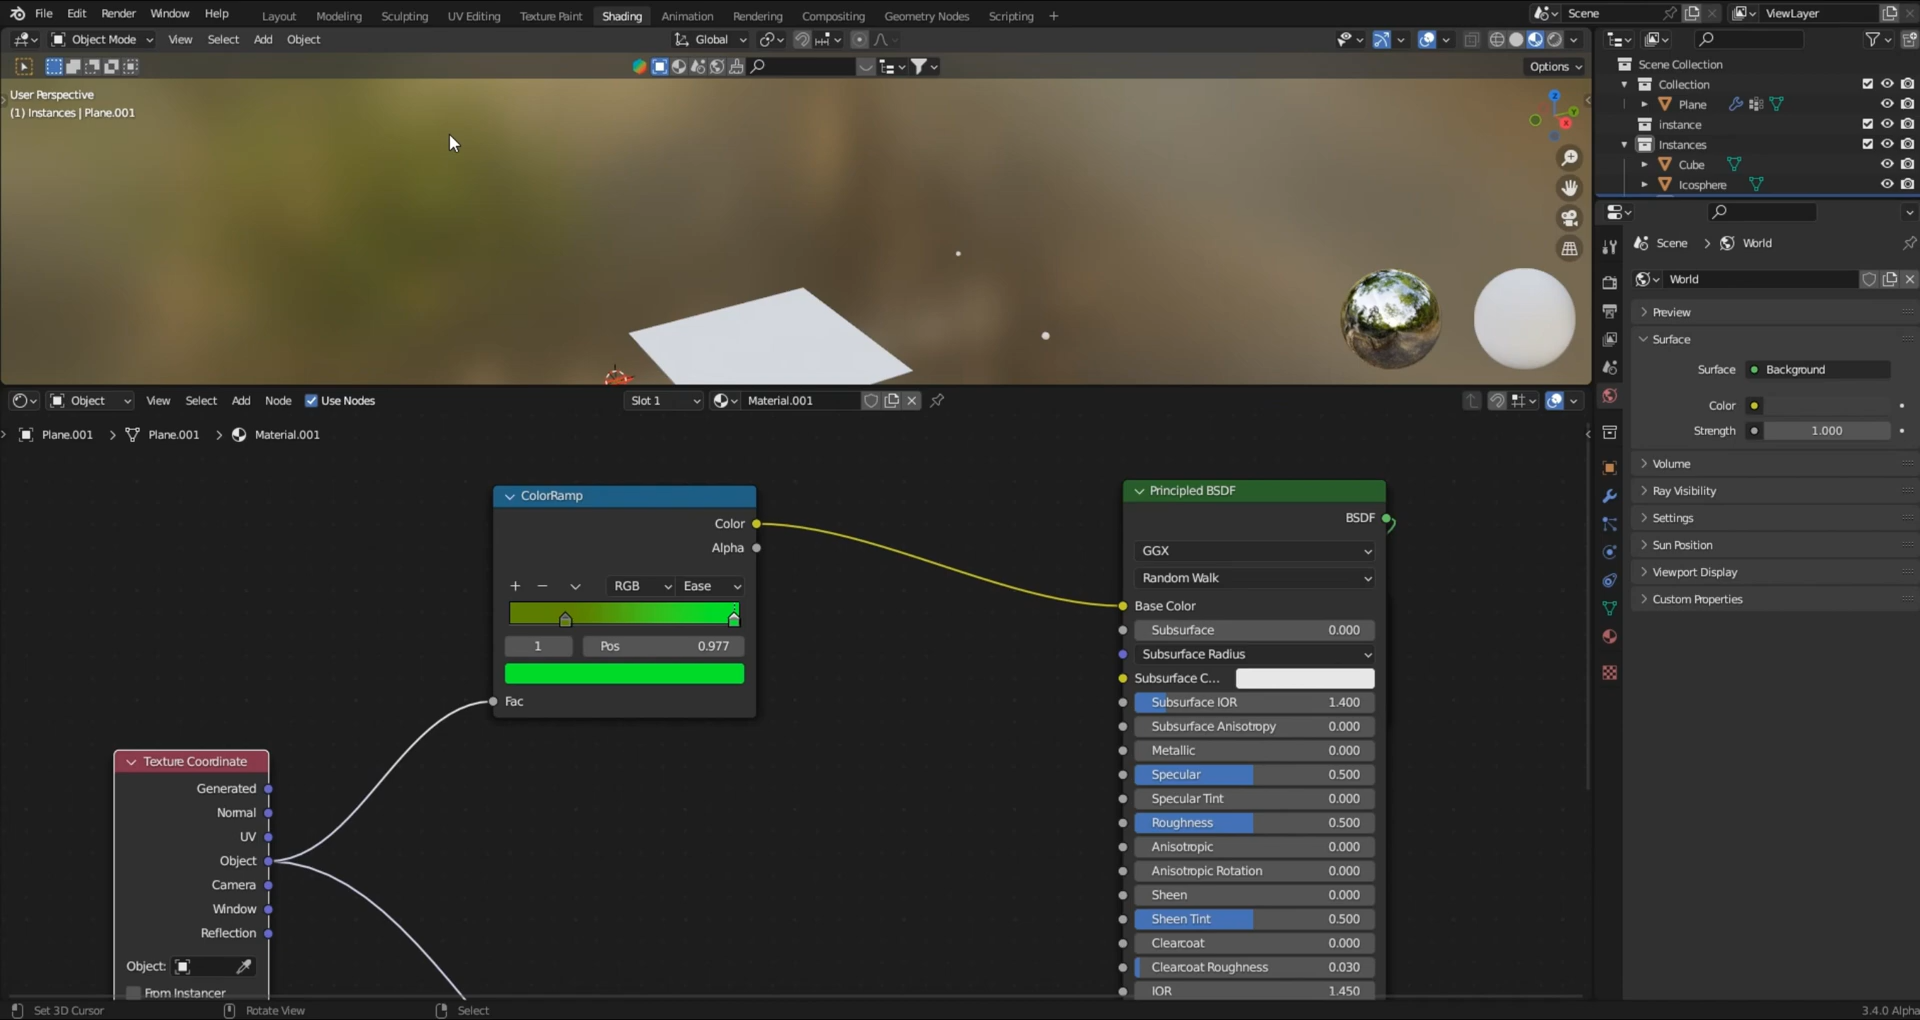 File Edit Render Window Help Layout Modeling Sculpting UV Editing Texture Paint Shading Animation Rendering Compositing Geometry Nodes Scripting + Scene ViewLayer
Object Mode View Select Add Object Global
Options
User Perspective
(1) Instances | Plane.001
Scene Collection
Collection
Plane
instance
Instances
Cube
Icosphere
Scene > World
World
Preview
Surface
Surface Background
Color
Strength 1.000
Volume
Ray Visibility
Settings
Sun Position
Viewport Display
Custom Properties
Object View Select Add Node Use Nodes Slot 1 Material.001
Plane.001 > Plane.001 > Material.001
ColorRamp
Color
Alpha
+ − RGB Ease
1 Pos 0.977
Fac
Texture Coordinate
Generated
Normal
UV
Object
Camera
Window
Reflection
Object:
From Instancer
Principled BSDF
BSDF
GGX
Random Walk
Base Color
Subsurface 0.000
Subsurface Radius
Subsurface C...
Subsurface IOR 1.400
Subsurface Anisotropy 0.000
Metallic 0.000
Specular 0.500
Specular Tint 0.000
Roughness 0.500
Anisotropic 0.000
Anisotropic Rotation 0.000
Sheen 0.000
Sheen Tint 0.500
Clearcoat 0.000
Clearcoat Roughness 0.030
IOR 1.450
Set 3D Cursor Rotate View Select 3.4.0 Alpha